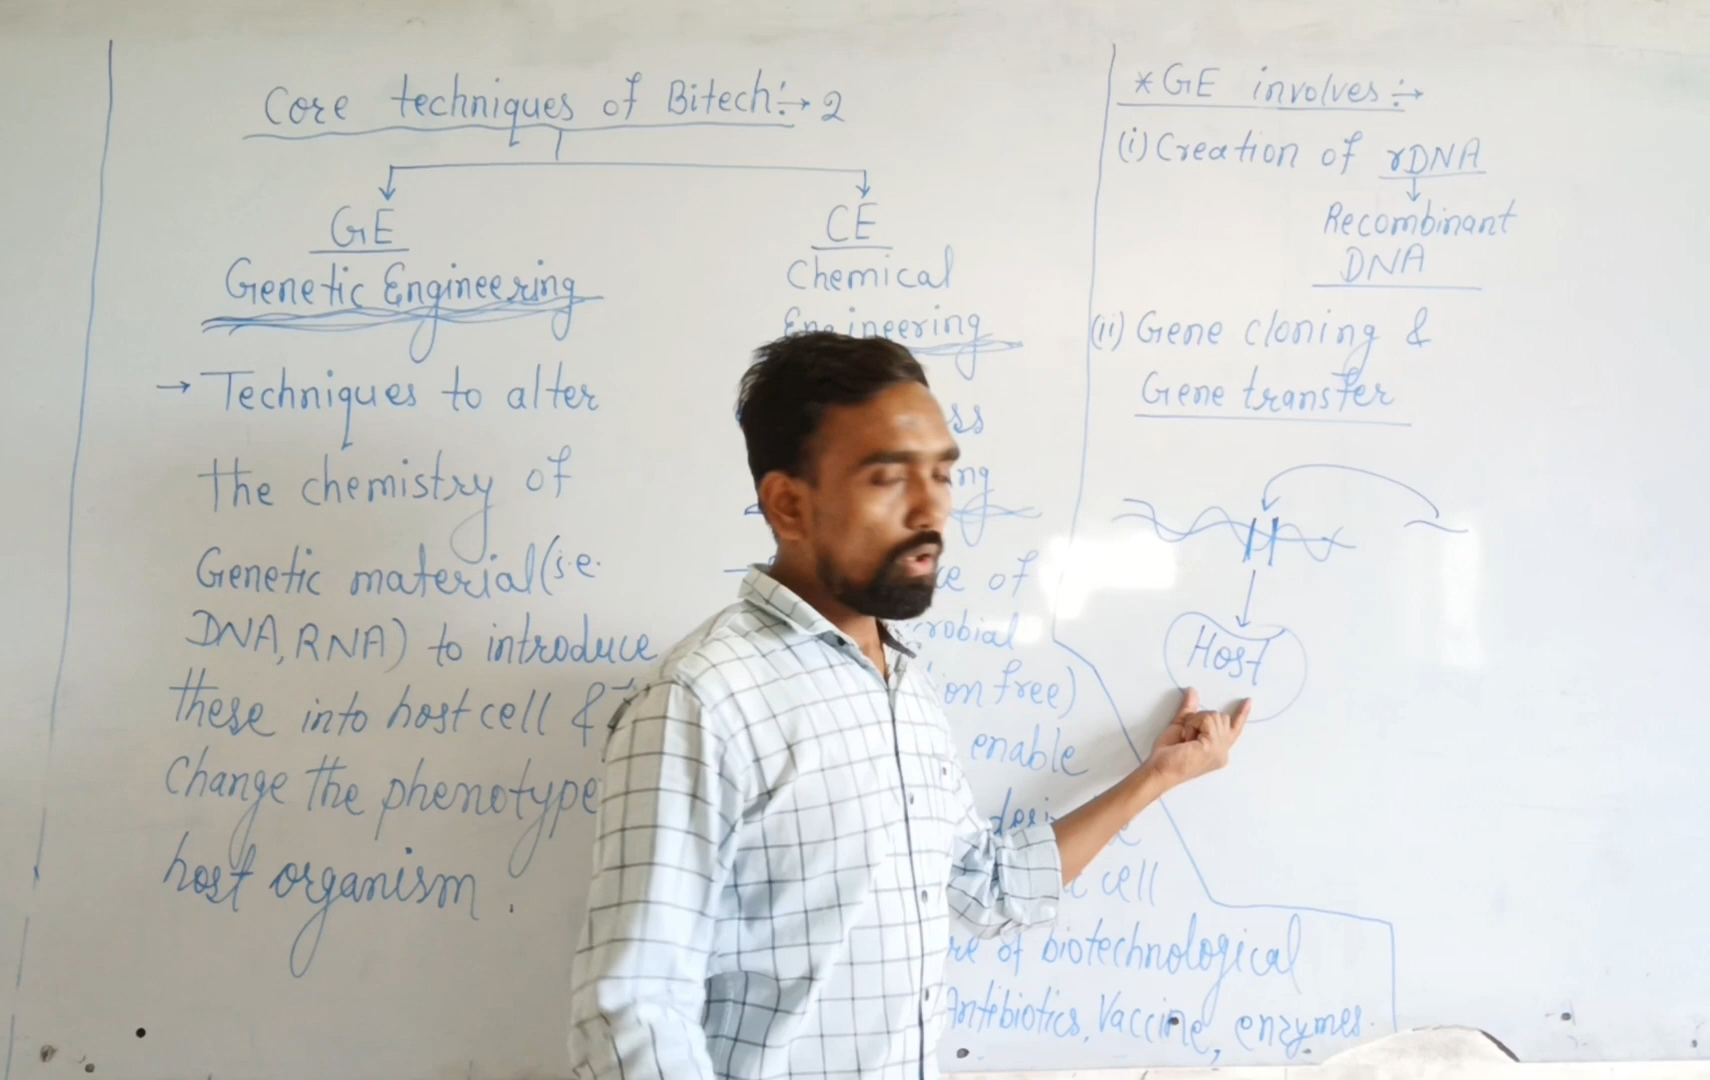 Core techniques of Bitech:→ 2
GE
Genetic Engineering
→ Techniques to alter
the chemistry of
Genetic material (i.e.
DNA, RNA) to introduce
these into host cell &
change the phenotype
host organism.
CE
Chemical
Engineering
of
enable
cell
of biotechnological
Antibiotics, Vaccine, enzymes.
* GE involves :→
(i) Creation of rDNA
Recombinant
DNA
(ii) Gene cloning &
Gene transfer
Host